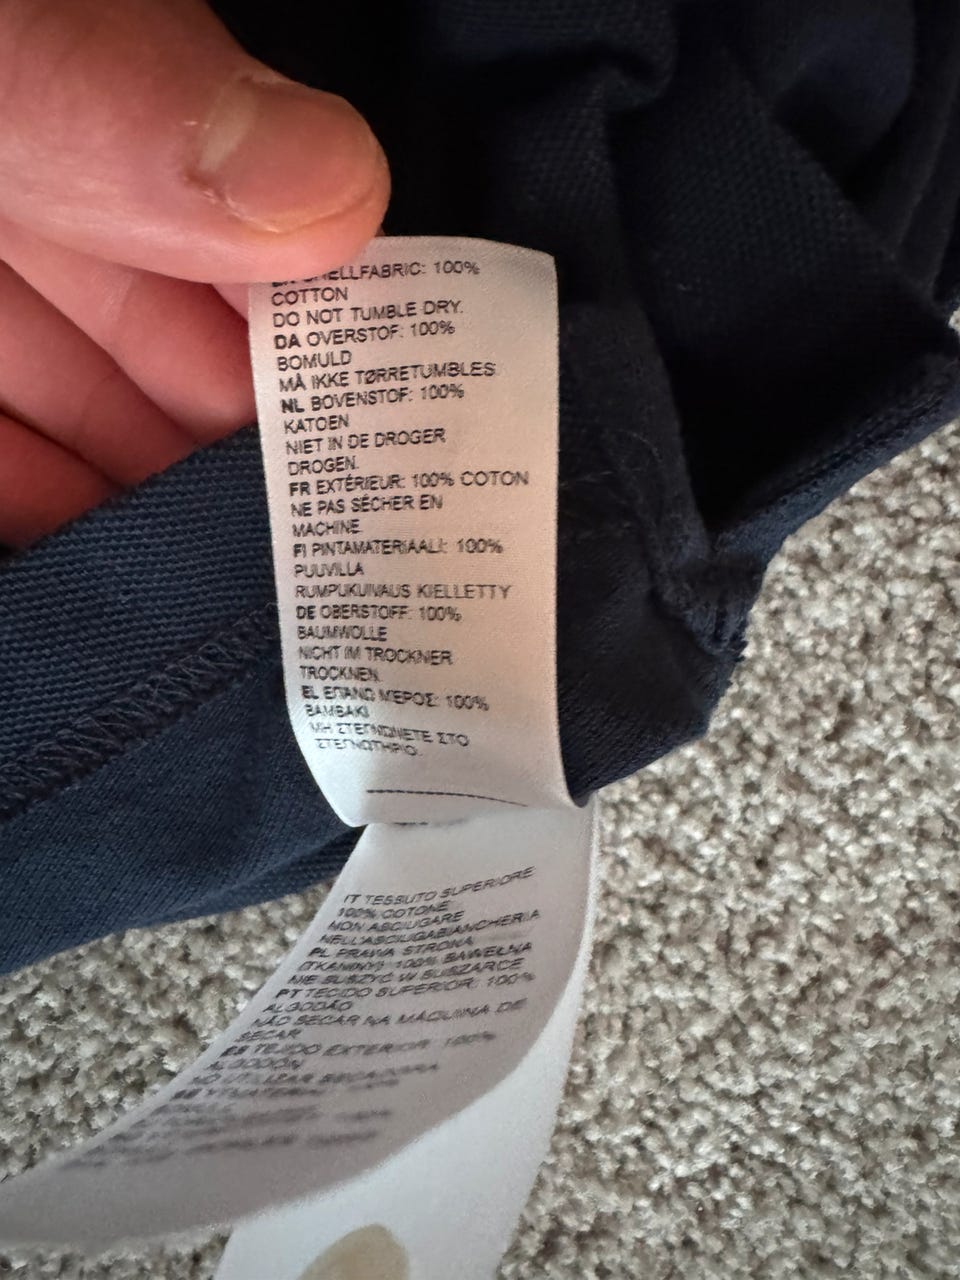 SHELLFABRIC: 100%
COTTON
DO NOT TUMBLE DRY.
DA OVERSTOF: 100%
BOMULD
MÅ IKKE TØRRETUMBLES
NL BOVENSTOF: 100%
KATOEN
NIET IN DE DROGER
DROGEN.
FR EXTÉRIEUR: 100% COTON
NE PAS SÉCHER EN
MACHINE
FI PINTAMATERIAALI: 100%
PUUVILLA
RUMPUKUIVAUS KIELLETTY
DE OBERSTOFF: 100%
BAUMWOLLE
NICHT IM TROCKNER
TROCKNEN.
EL ΕΠΑΝΩ ΜΕΡΟΣ: 100%
ΒΑΜΒΑΚΙ
ΜΗ ΣΤΕΓΝΩΝΕΤΕ ΣΤΟ
ΣΤΕΓΝΩΤΗΡΙΟ.
IT TESSUTO SUPERIORE
100% COTONE
NON ASCIUGARE
NELL'ASCIUGABIANCHERIA
PL PRAWA STRONA
(TKANINY): 100% BAWEŁNA
NIE SUSZYĆ W SUSZARCE
PT TECIDO SUPERIOR: 100%
ALGODÃO
NÃO SECAR NA MÁQUINA DE
SECAR
ES TEJIDO EXTERIOR: 100%
ALGODÓN
NO UTILIZAR SECADORA